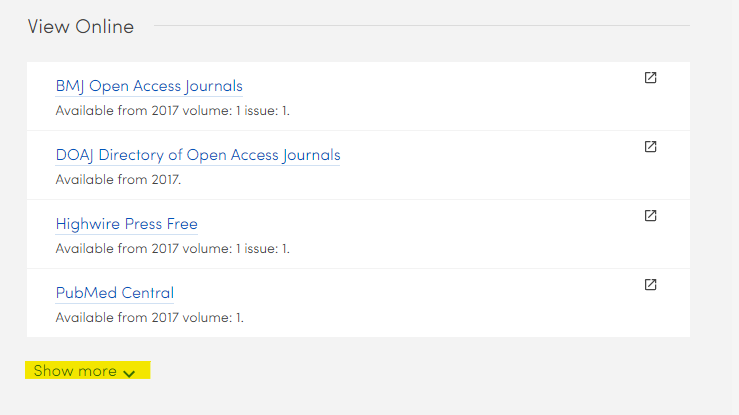 View Online
BMJ Open Access Journals
Available from 2017 volume: 1 issue: 1.
DOAJ Directory of Open Access Journals
Available from 2017.
Highwire Press Free
Available from 2017 volume: 1 issue: 1.
PubMed Central
Available from 2017 volume: 1.
Show more